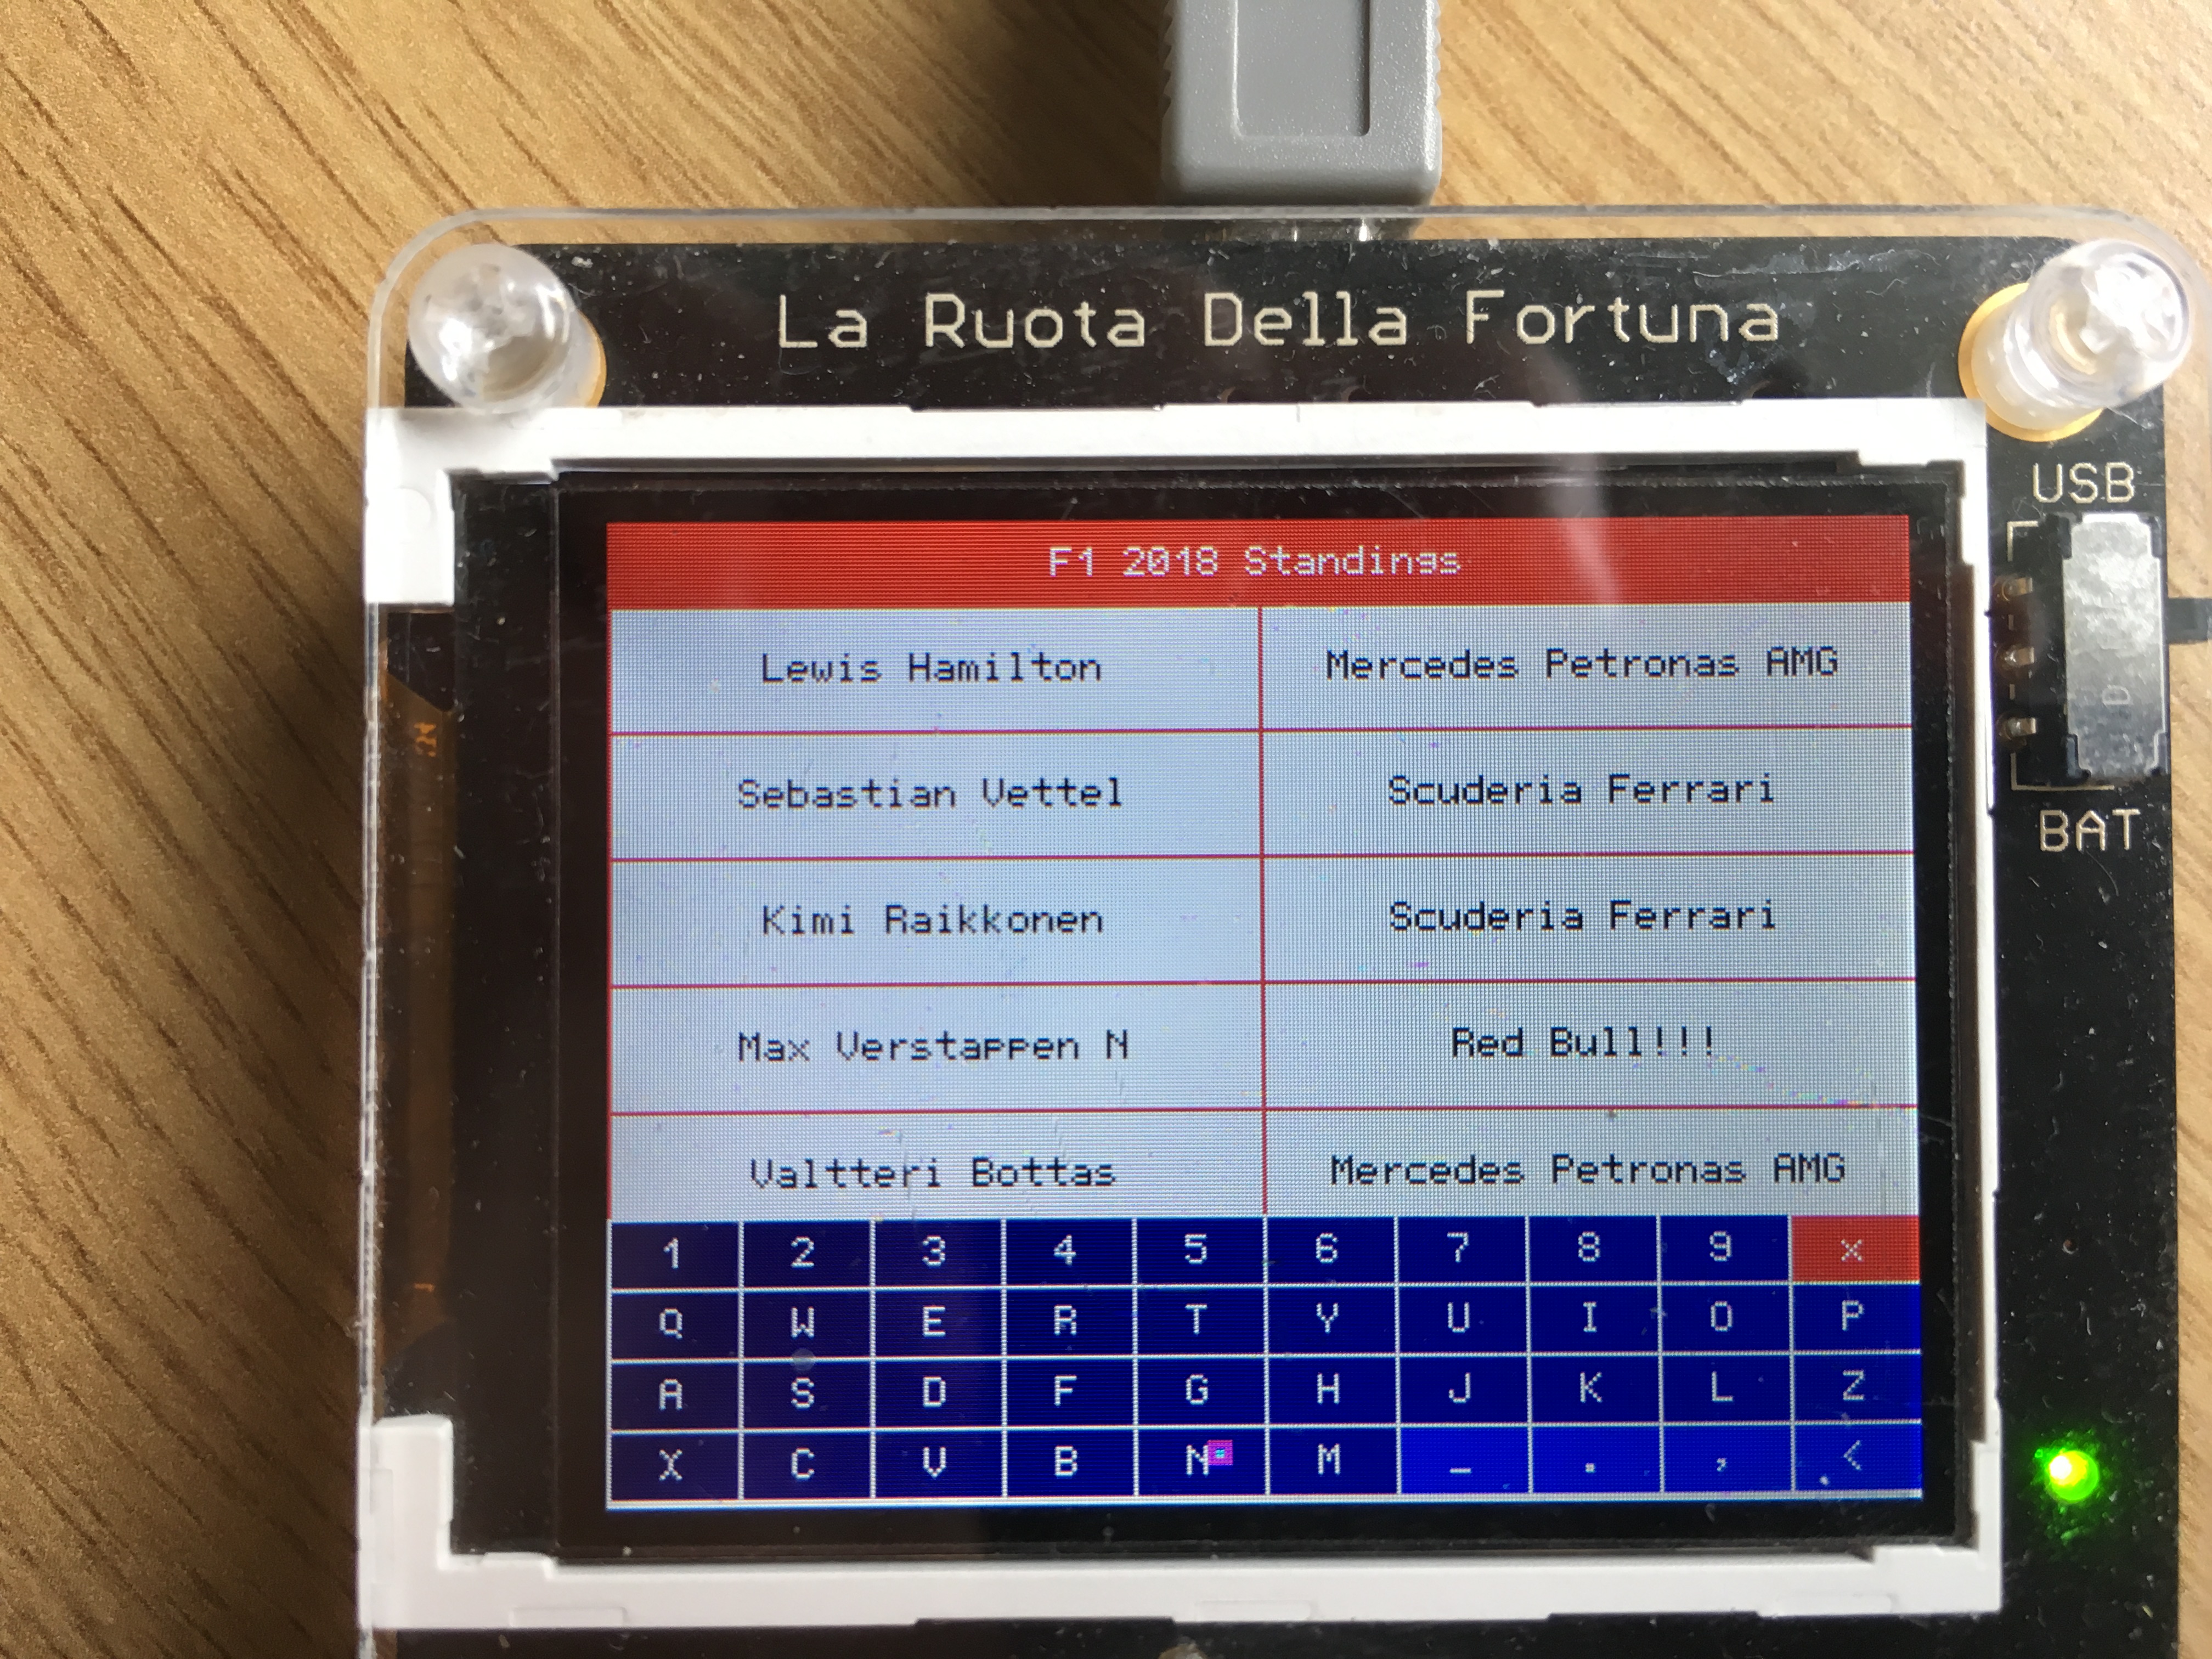 La Ruota Della Fortuna
USB
BAT
F1 2018 Standings
Lewis Hamilton Mercedes Petronas AMG
Sebastian Vettel Scuderia Ferrari
Kimi Raikkonen Scuderia Ferrari
Max Verstappen N Red Bull!!!
Valtteri Bottas Mercedes Petronas AMG
1 2 3 4 5 6 7 8 9 x
Q W E R T Y U I O P
A S D F G H J K L Z
X C V B N M _ . , <